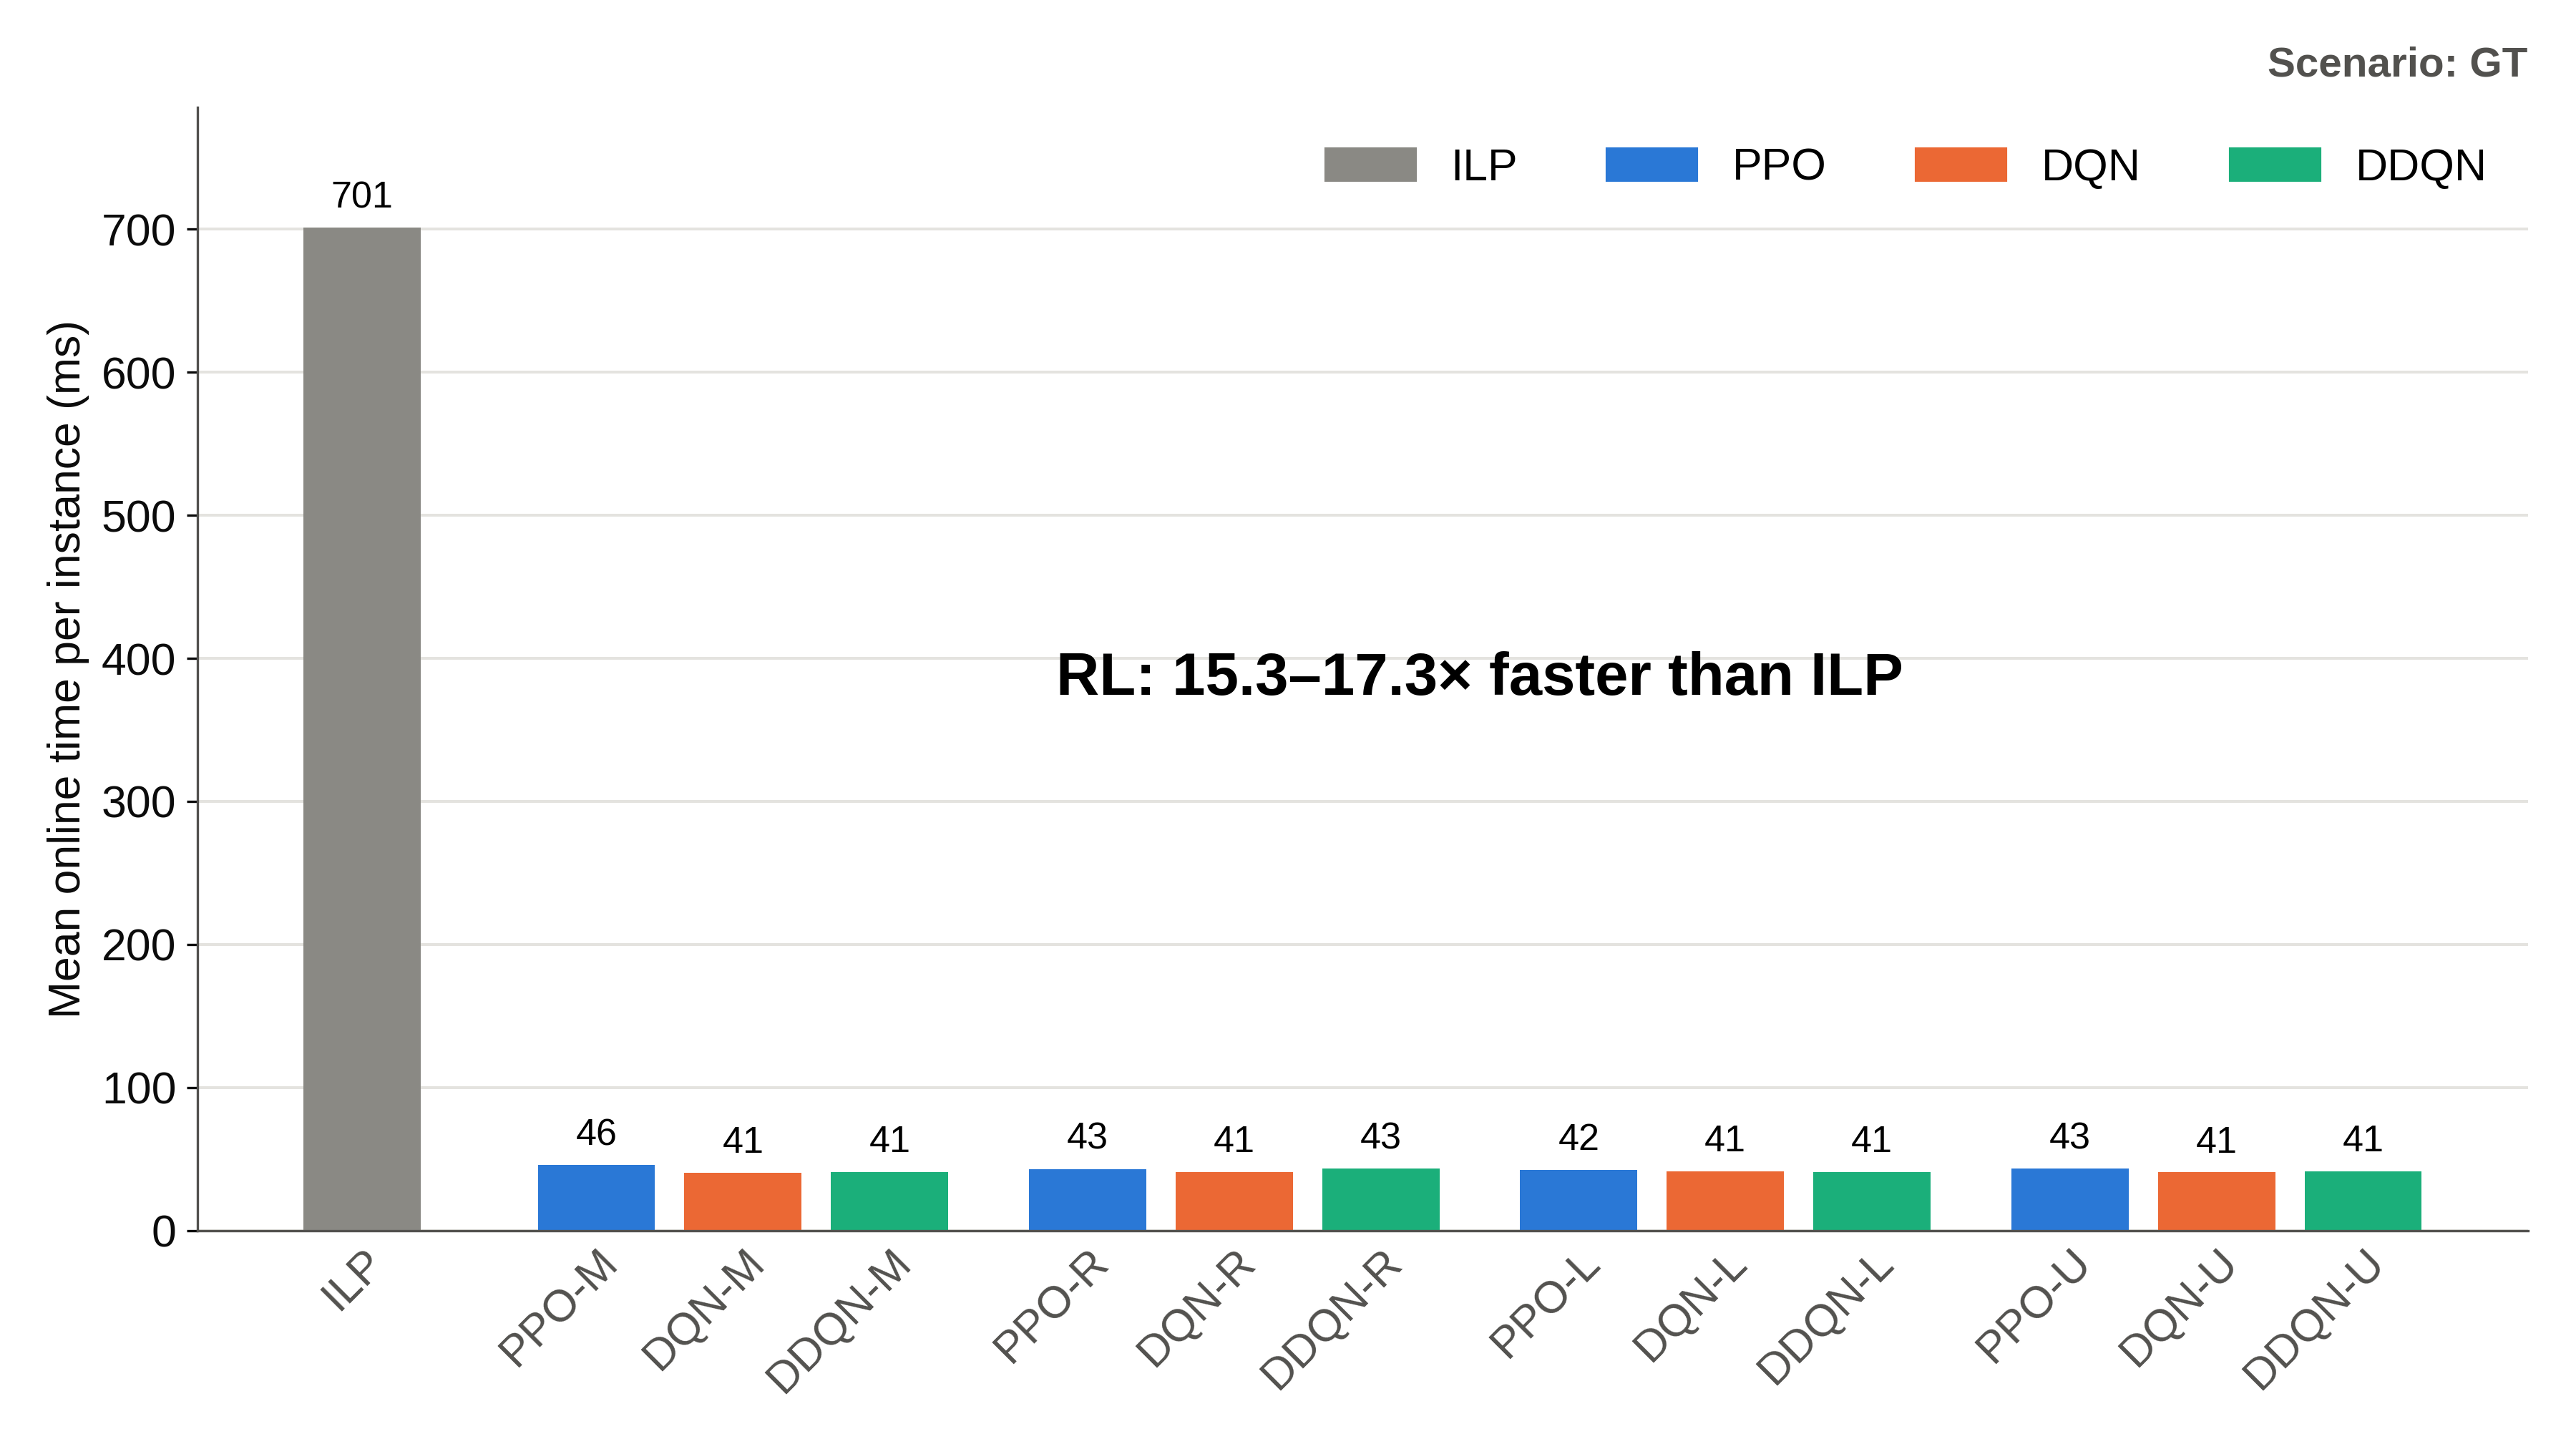 Scenario: GT
ILP PPO DQN DDQN
Mean online time per instance (ms)
700
600
500
400
300
200
100
0
701
RL: 15.3–17.3× faster than ILP
46 41 41 43 41 43 42 41 41 43 41 41
ILP PPO-M DQN-M DDQN-M PPO-R DQN-R DDQN-R PPO-L DQN-L DDQN-L PPO-U DQN-U DDQN-U